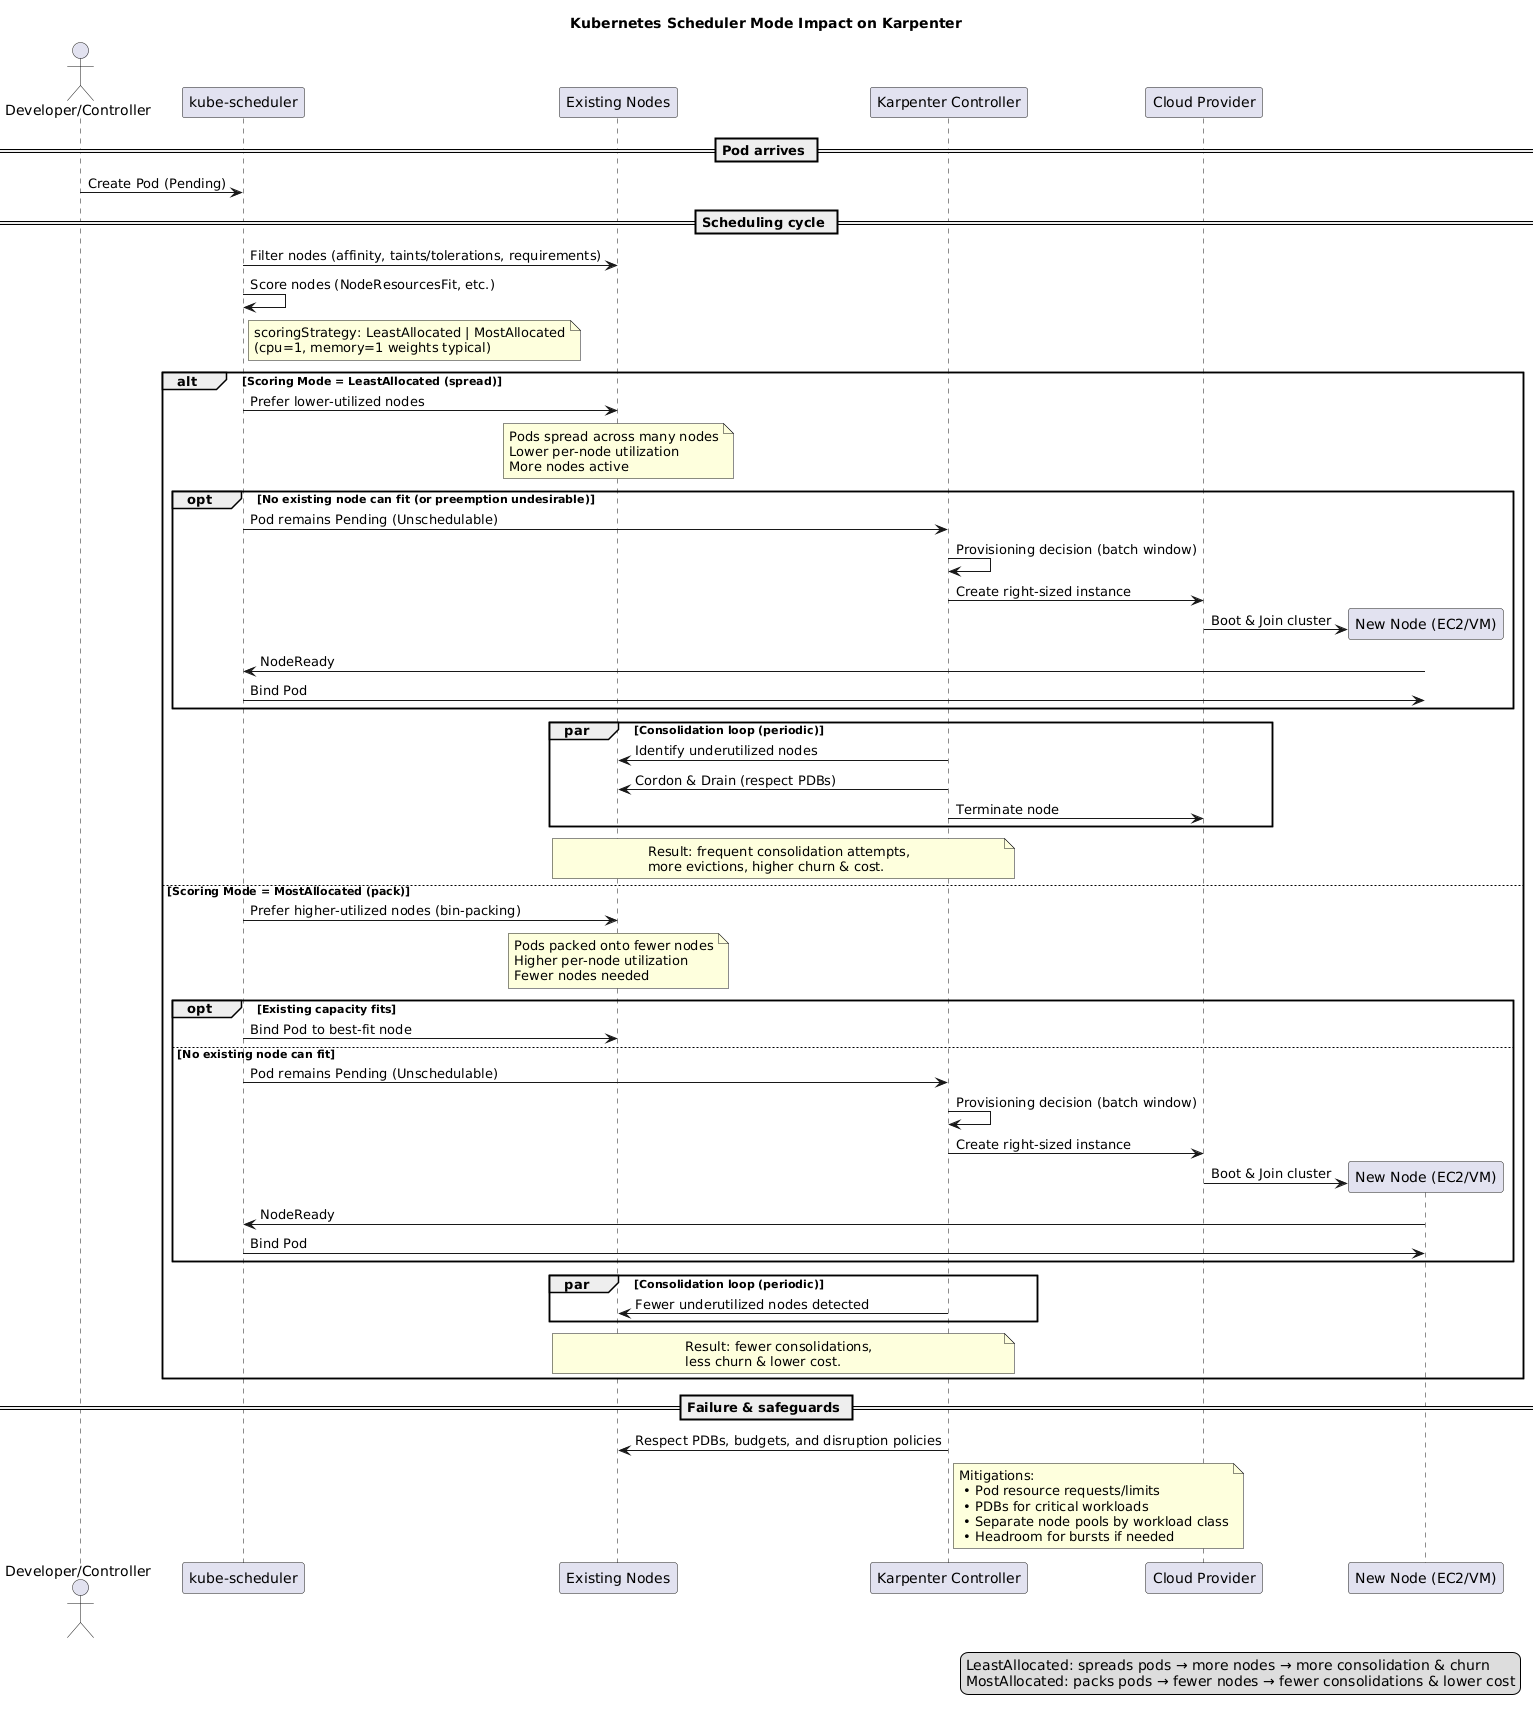 Kubernetes Scheduler Mode Impact on Karpenter
Developer/Controller
kube-scheduler
Existing Nodes
Karpenter Controller
Cloud Provider
Pod arrives
Create Pod (Pending)
Scheduling cycle
Filter nodes (affinity, taints/tolerations, requirements)
Score nodes (NodeResourcesFit, etc.)
scoringStrategy: LeastAllocated | MostAllocated
(cpu=1, memory=1 weights typical)
alt
[Scoring Mode = LeastAllocated (spread)]
Prefer lower-utilized nodes
Pods spread across many nodes
Lower per-node utilization
More nodes active
opt
[No existing node can fit (or preemption undesirable)]
Pod remains Pending (Unschedulable)
Provisioning decision (batch window)
Create right-sized instance
Boot & Join cluster
New Node (EC2/VM)
NodeReady
Bind Pod
par
[Consolidation loop (periodic)]
Identify underutilized nodes
Cordon & Drain (respect PDBs)
Terminate node
Result: frequent consolidation attempts,
more evictions, higher churn & cost.
[Scoring Mode = MostAllocated (pack)]
Prefer higher-utilized nodes (bin-packing)
Pods packed onto fewer nodes
Higher per-node utilization
Fewer nodes needed
opt
[Existing capacity fits]
Bind Pod to best-fit node
[No existing node can fit]
Pod remains Pending (Unschedulable)
Provisioning decision (batch window)
Create right-sized instance
Boot & Join cluster
New Node (EC2/VM)
NodeReady
Bind Pod
par
[Consolidation loop (periodic)]
Fewer underutilized nodes detected
Result: fewer consolidations,
less churn & lower cost.
Failure & safeguards
Respect PDBs, budgets, and disruption policies
Mitigations:
• Pod resource requests/limits
• PDBs for critical workloads
• Separate node pools by workload class
• Headroom for bursts if needed
Developer/Controller
kube-scheduler
Existing Nodes
Karpenter Controller
Cloud Provider
New Node (EC2/VM)
LeastAllocated: spreads pods → more nodes → more consolidation & churn
MostAllocated: packs pods → fewer nodes → fewer consolidations & lower cost